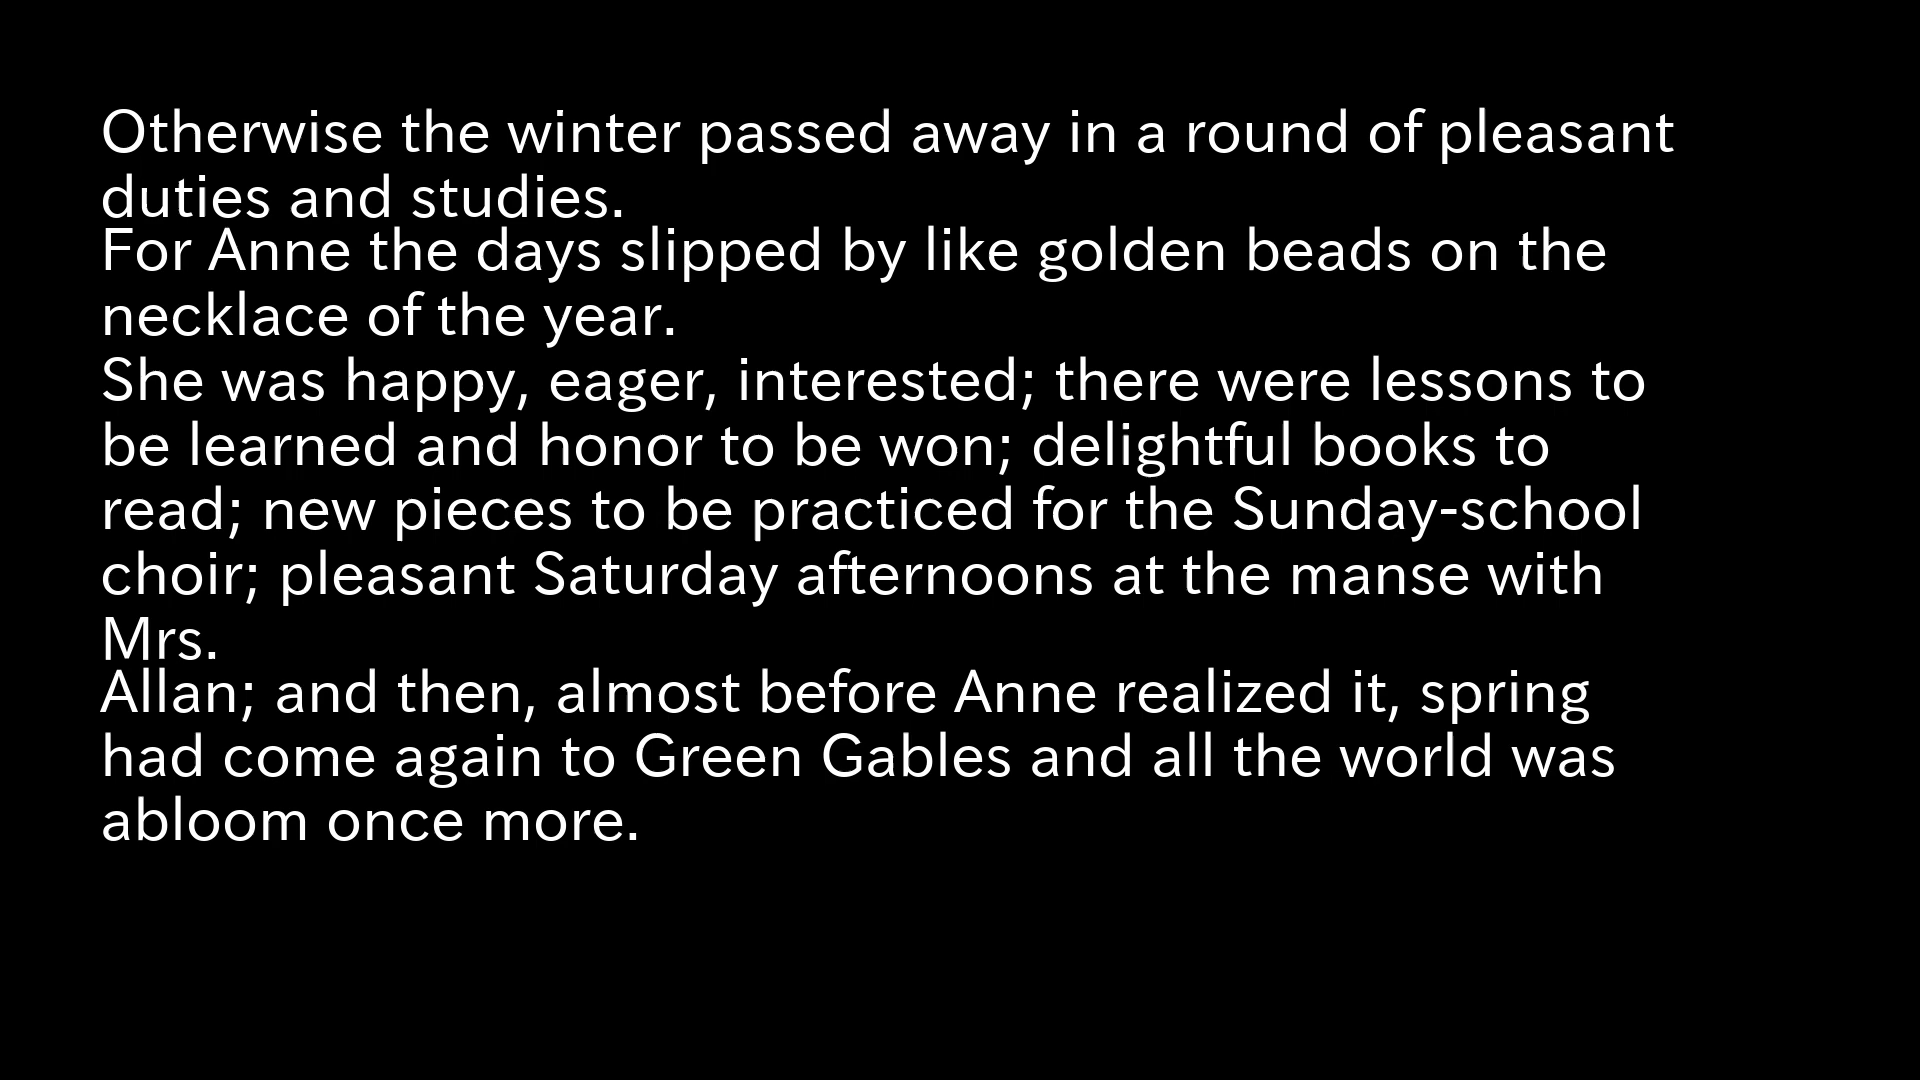 Otherwise the winter passed away in a round of pleasant
duties and studies.
For Anne the days slipped by like golden beads on the
necklace of the year.
She was happy, eager, interested; there were lessons to
be learned and honor to be won; delightful books to
read; new pieces to be practiced for the Sunday-school
choir; pleasant Saturday afternoons at the manse with
Mrs.
Allan; and then, almost before Anne realized it, spring
had come again to Green Gables and all the world was
abloom once more.